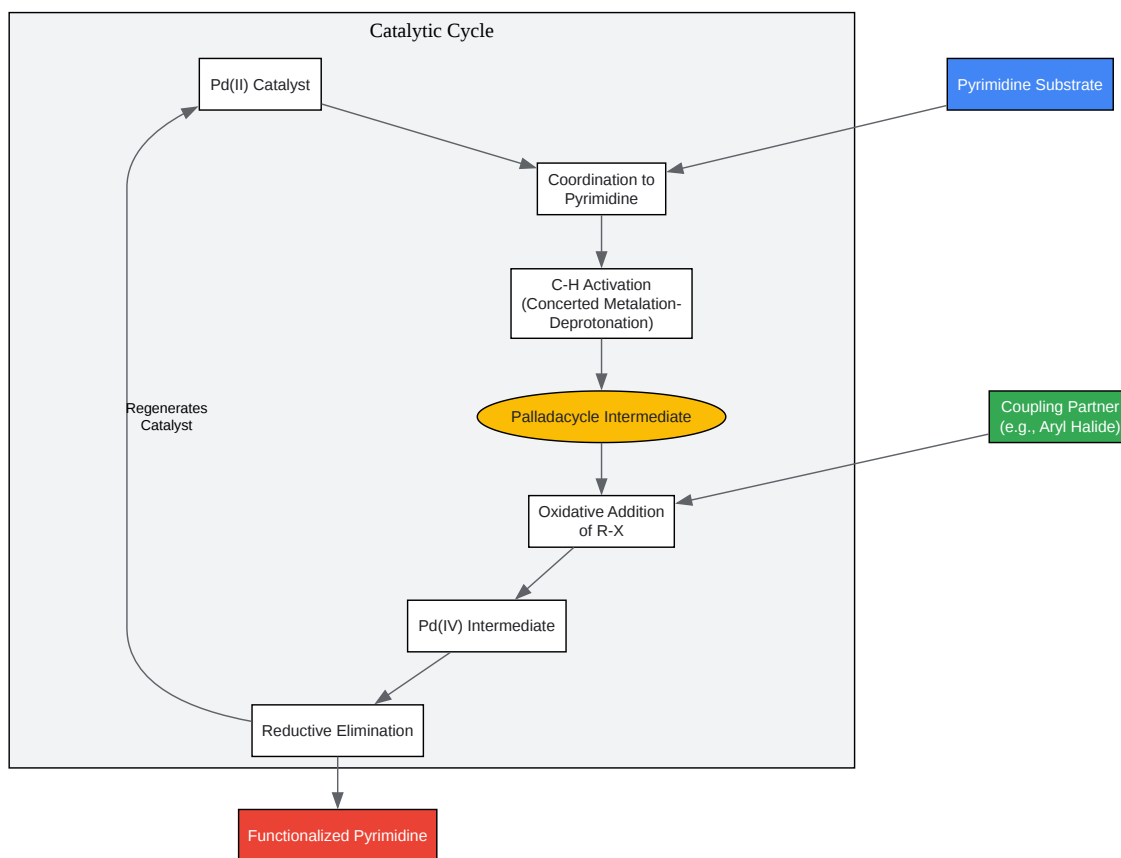 Catalytic Cycle
Pd(II) Catalyst
Pyrimidine Substrate
Coordination to
Pyrimidine
C-H Activation
(Concerted Metalation-
Deprotonation)
Palladacycle Intermediate
Regenerates
Catalyst
Coupling Partner
(e.g., Aryl Halide)
Oxidative Addition
of R-X
Pd(IV) Intermediate
Reductive Elimination
Functionalized Pyrimidine